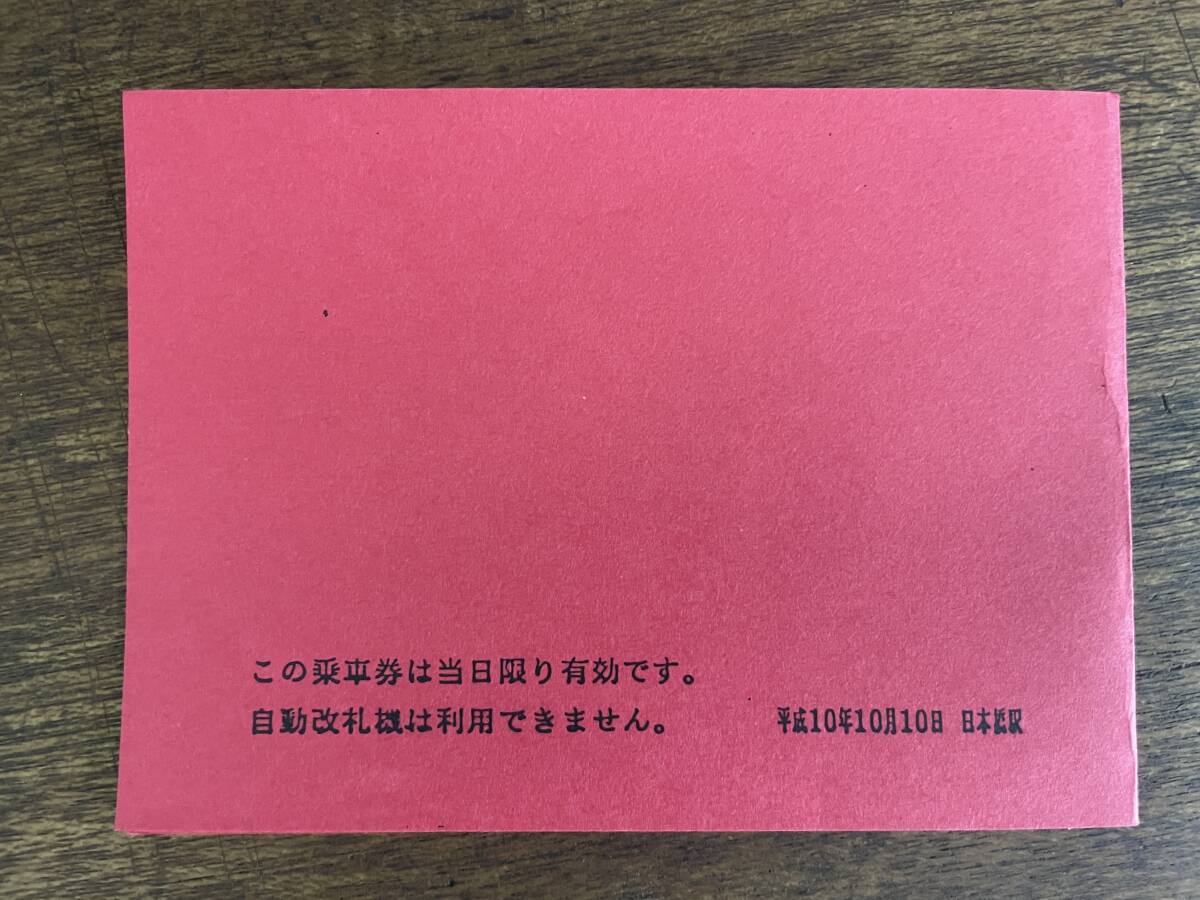 この乗車券は当日限り有効です。
自動改札機は利用できません。
平成10年10月10日 日本橋駅